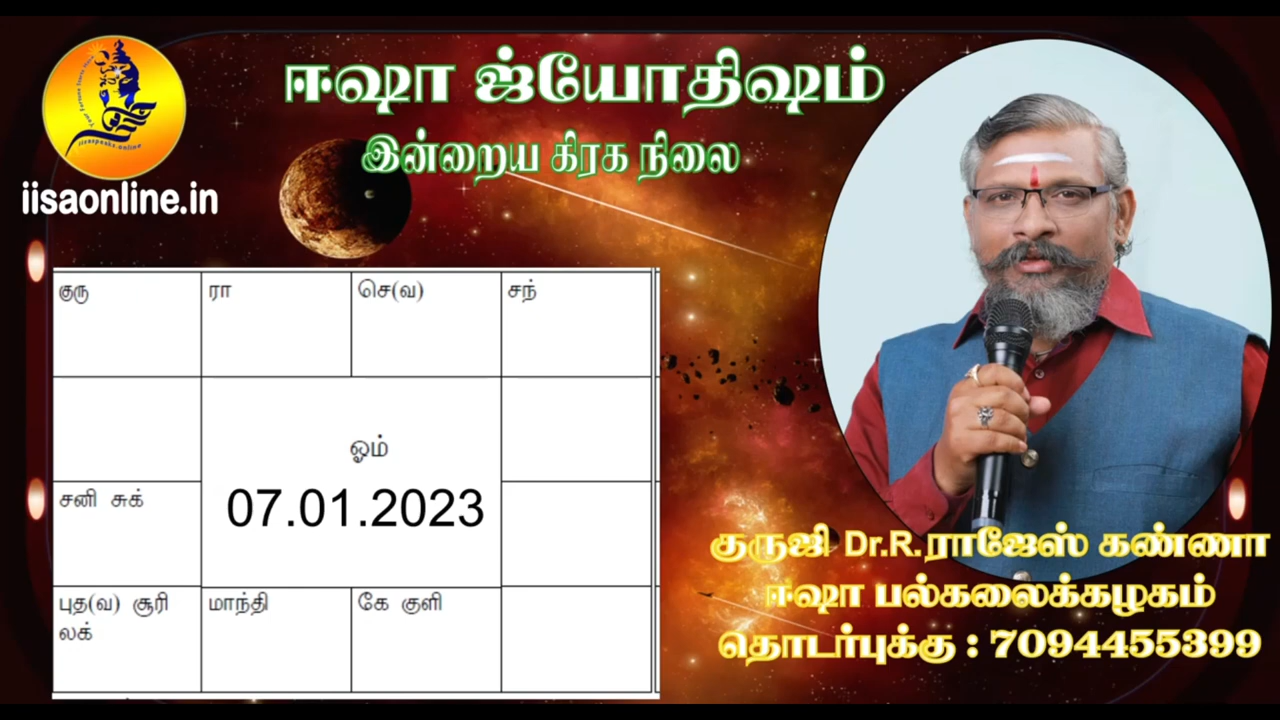 ஈஷா ஜ்யோதிஷம்
இன்றைய கிரக நிலை
iisaonline.in
குரு ரா செ(வ) சந்
ஓம்
சனி சுக்
07.01.2023
புத(வ) சூரி மாந்தி கே குளி
லக்
குருஜி Dr.R.ராஜேஸ் கண்ணா
ஈஷா பல்கலைக்கழகம்
தொடர்புக்கு : 7094455399